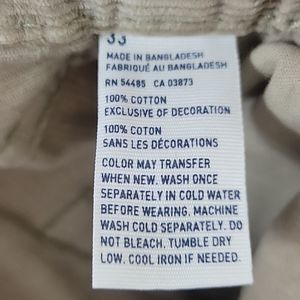 33
MADE IN BANGLADESH
FABRIQUÉ AU BANGLADESH
RN 54485 CA 03873
100% COTTON
EXCLUSIVE OF DECORATION
100% COTON
SANS LES DÉCORATIONS
COLOR MAY TRANSFER
WHEN NEW. WASH ONCE
SEPARATELY IN COLD WATER
BEFORE WEARING. MACHINE
WASH COLD SEPARATELY. DO
NOT BLEACH. TUMBLE DRY
LOW. COOL IRON IF NEEDED.